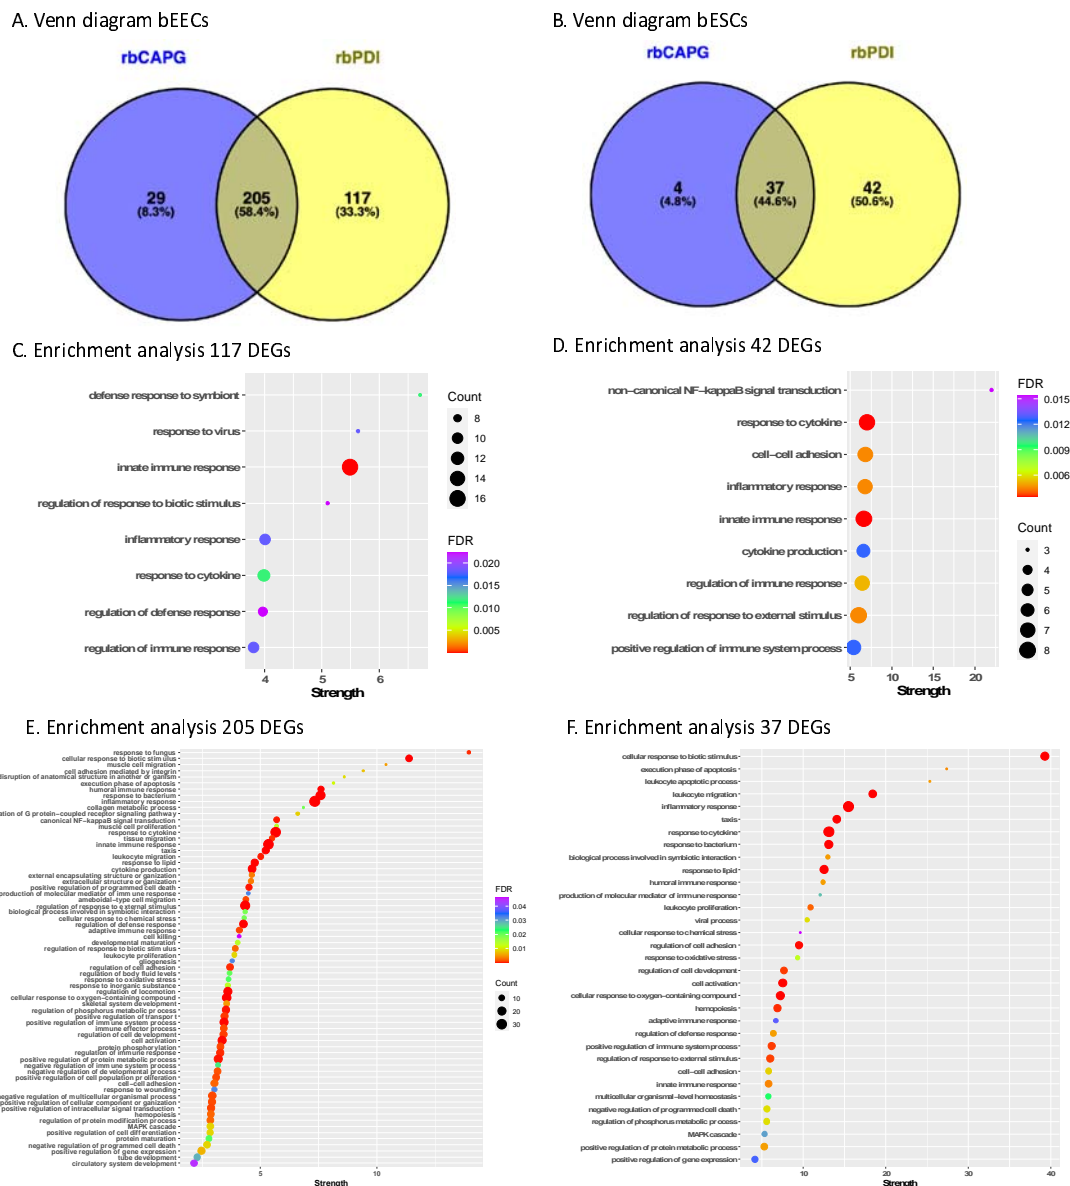 A. Venn diagram bEECs
B. Venn diagram bESCs
rbCAPG
rbPDI
29
(8.3%)
205
(58.4%)
117
(33.3%)
rbCAPG
rbPDI
4
(4.8%)
37
(44.6%)
42
(50.6%)
C. Enrichment analysis 117 DEGs
defense response to symbiont
response to virus
innate immune response
regulation of response to biotic stimulus
inflammatory response
response to cytokine
regulation of defense response
regulation of immune response
4
5
6
Strength
Count
8
10
12
14
16
FDR
0.020
0.015
0.010
0.005
D. Enrichment analysis 42 DEGs
non-canonical NF-kappaB signal transduction
response to cytokine
cell-cell adhesion
inflammatory response
innate immune response
cytokine production
regulation of immune response
regulation of response to external stimulus
positive regulation of immune system process
5
10
15
20
Strength
FDR
0.015
0.012
0.009
0.006
Count
3
4
5
6
7
8
E. Enrichment analysis 205 DEGs
response to fungus
cellular response to biotic stimulus
muscle cell migration
cell adhesion mediated by integrin
disruption of anatomical structure in another organism
execution phase of apoptosis
humoral immune response
response to bacterium
inflammatory response
collagen metabolic process
ation of G protein-coupled receptor signaling pathway
canonical NF-kappaB signal transduction
muscle cell proliferation
response to cytokine
tissue migration
innate immune response
taxis
leukocyte migration
response to lipid
cytokine production
external encapsulating structure organization
extracellular structure organization
positive regulation of programmed cell death
production of molecular mediator of immune response
ameboidal-type cell migration
regulation of response to external stimulus
biological process involved in symbiotic interaction
cellular response to chemical stress
regulation of defense response
adaptive immune response
cell killing
developmental maturation
regulation of response to biotic stimulus
leukocyte proliferation
gliogenesis
regulation of cell adhesion
regulation of body fluid levels
response to oxidative stress
response to inorganic substance
regulation of locomotion
cellular response to oxygen-containing compound
skeletal system development
regulation of phosphorus metabolic process
positive regulation of transport
positive regulation of immune system process
immune effector process
regulation of cell development
cell activation
protein phosphorylation
regulation of immune response
positive regulation of protein metabolic process
negative regulation of immune system process
negative regulation of developmental process
positive regulation of cell population proliferation
cell-cell adhesion
response to wounding
negative regulation of multicellular organismal process
positive regulation of cellular component organization
positive regulation of intracellular signal transduction
hemopoiesis
regulation of protein modification process
MAPK cascade
positive regulation of cell differentiation
protein maturation
negative regulation of programmed cell death
positive regulation of gene expression
tube development
circulatory system development
5
10
Strength
FDR
0.04
0.03
0.02
0.01
Count
10
20
30
F. Enrichment analysis 37 DEGs
cellular response to biotic stimulus
execution phase of apoptosis
leukocyte apoptotic process
leukocyte migration
inflammatory response
taxis
response to cytokine
response to bacterium
biological process involved in symbiotic interaction
response to lipid
humoral immune response
production of molecular mediator of immune response
leukocyte proliferation
viral process
cellular response to chemical stress
regulation of cell adhesion
response to oxidative stress
regulation of cell development
cell activation
cellular response to oxygen-containing compound
hemopoiesis
adaptive immune response
regulation of defense response
positive regulation of immune system process
regulation of response to external stimulus
cell-cell adhesion
innate immune response
multicellular organismal-level homeostasis
negative regulation of programmed cell death
regulation of phosphorus metabolic process
MAPK cascade
positive regulation of protein metabolic process
positive regulation of gene expression
10
20
30
40
Strength